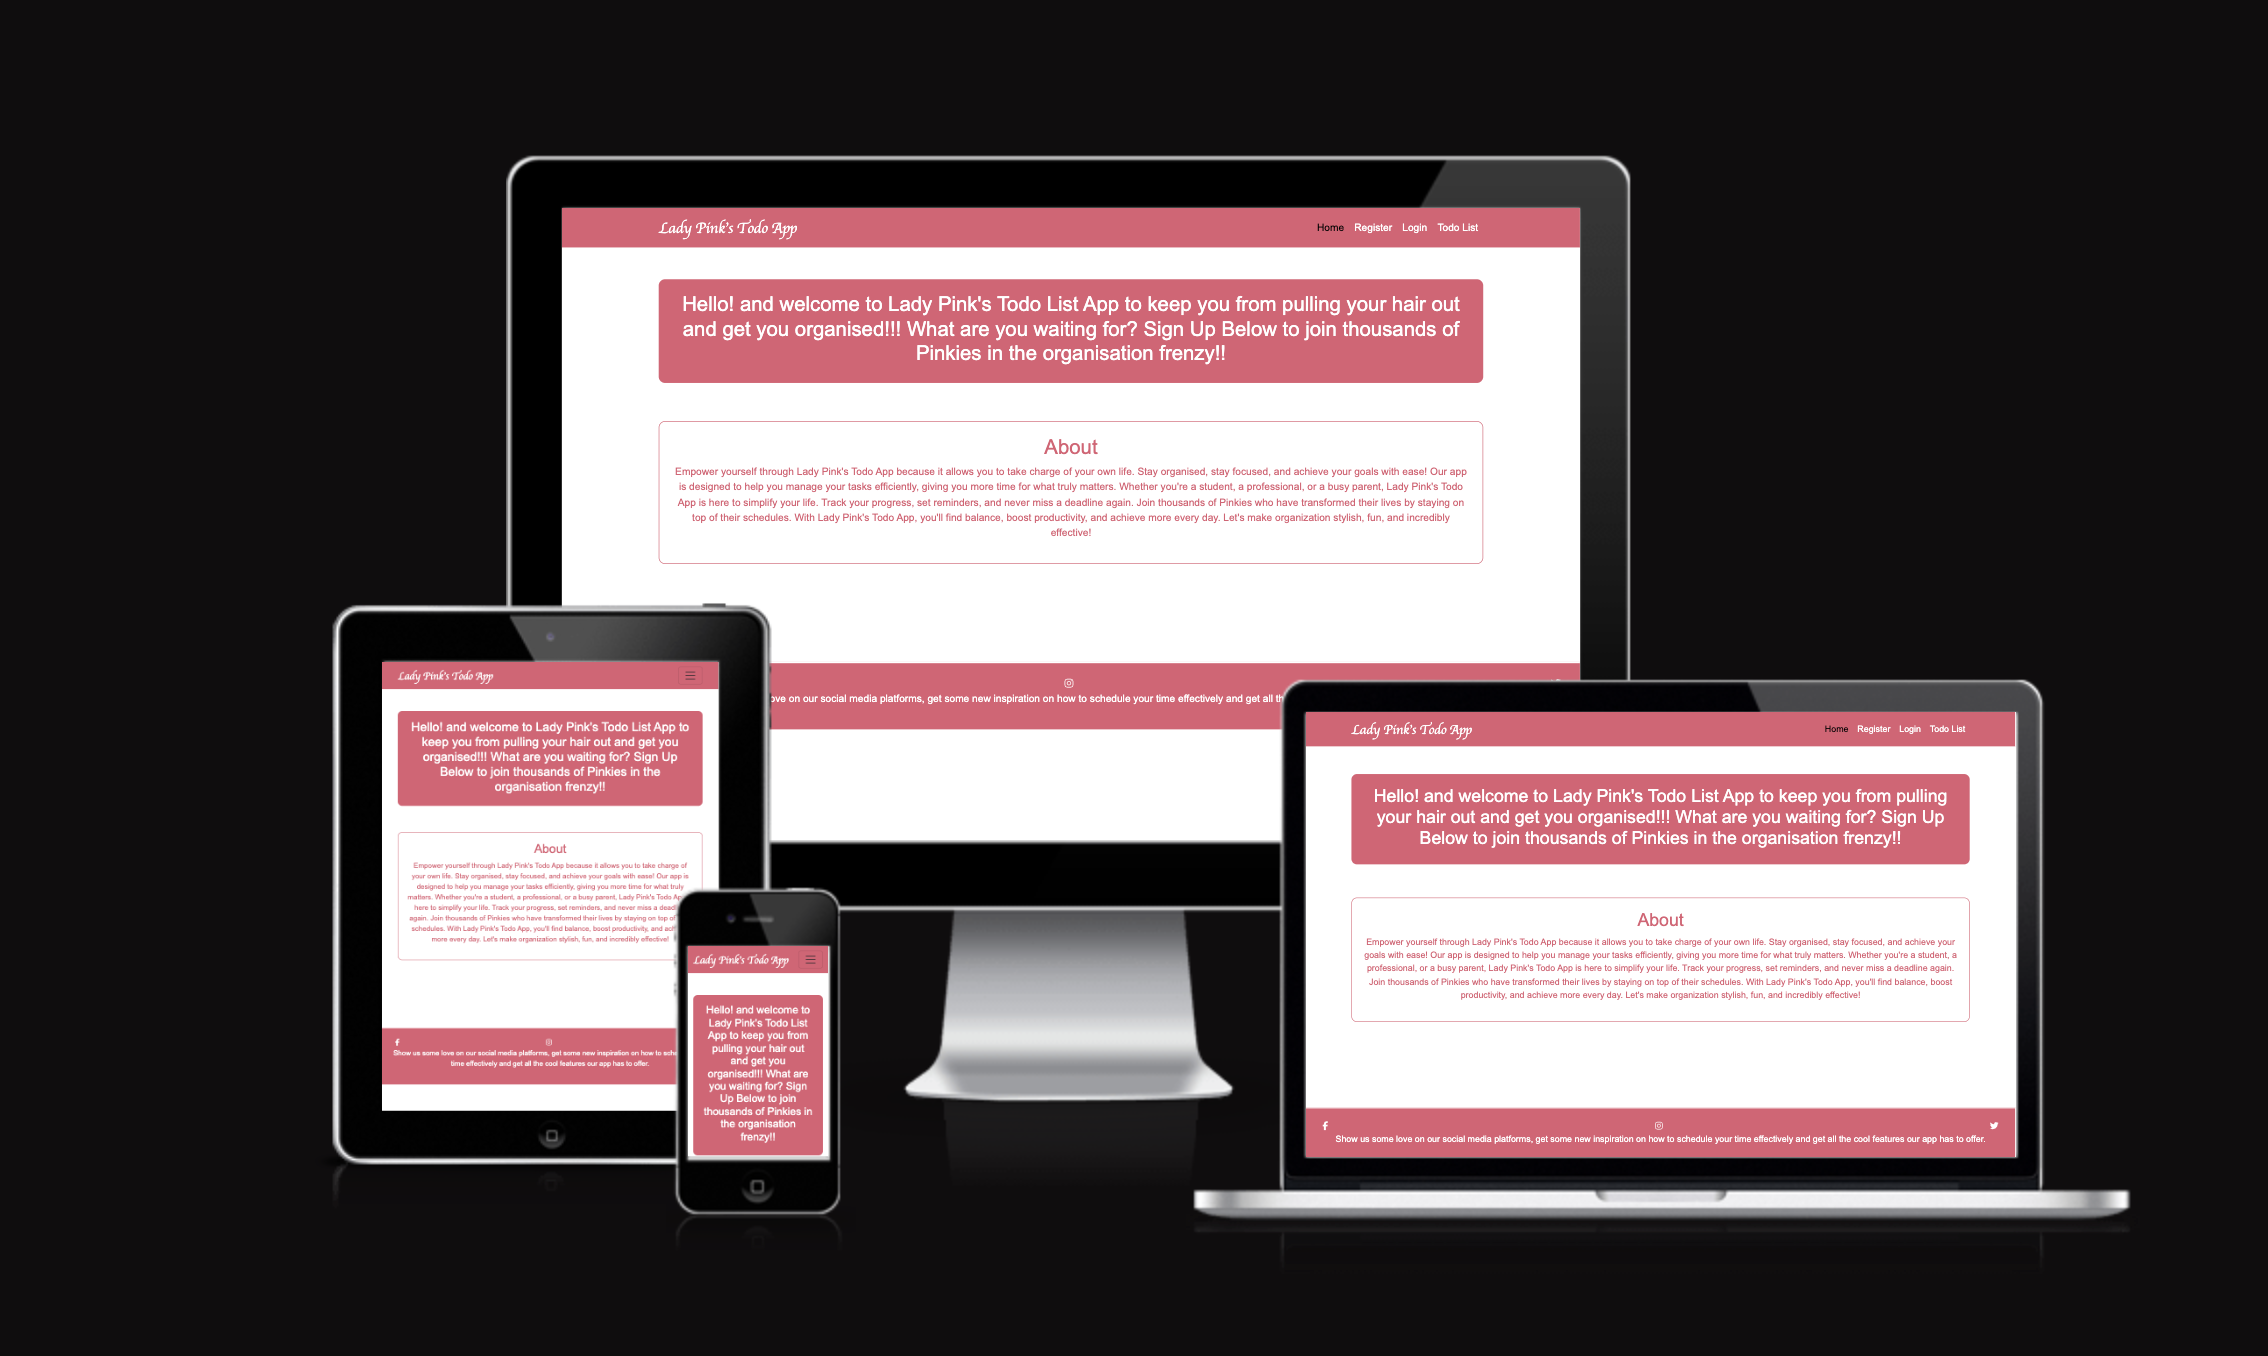 Lady Pink's Todo App
Home Register Login Todo List
Hello! and welcome to Lady Pink's Todo List App to keep you from pulling your hair out
and get you organised!!! What are you waiting for? Sign Up Below to join thousands of
Pinkies in the organisation frenzy!!
About
Empower yourself through Lady Pink's Todo App because it allows you to take charge of your own life. Stay organised, stay focused, and achieve your goals with ease! Our app
is designed to help you manage your tasks efficiently, giving you more time for what truly matters. Whether you're a student, a professional, or a busy parent, Lady Pink's Todo
App is here to simplify your life. Track your progress, set reminders, and never miss a deadline again. Join thousands of Pinkies who have transformed their lives by staying on
top of their schedules. With Lady Pink's Todo App, you'll find balance, boost productivity, and achieve more every day. Let's make organization stylish, fun, and incredibly
effective!
on our social media platforms, get some new inspiration on how to schedule your time effectively and get all
Lady Pink's Todo App
Hello! and welcome to Lady Pink's Todo List App to
keep you from pulling your hair out and get you
organised!!! What are you waiting for? Sign Up
Below to join thousands of Pinkies in the
organisation frenzy!!
About
Empower yourself through Lady Pink's Todo App because it allows you to take charge of
your own life. Stay organised, stay focused, and achieve your goals with ease! Our app is
designed to help you manage your tasks efficiently, giving you more time for what truly
matters. Whether you're a student, a professional, or a busy parent, Lady Pink's Todo
here to simplify your life. Track your progress, set reminders, and never miss a
again. Join thousands of Pinkies who have transformed their lives by staying on top of
schedules. With Lady Pink's Todo App, you'll find balance, boost productivity, and
more every day. Let's make organization stylish, fun, and incredibly effective!
Show us some love on our social media platforms, get some new inspiration on how to
time effectively and get all the cool features our app has to offer.
Lady Pink's Todo App
Hello! and welcome to
Lady Pink's Todo List
App to keep you from
pulling your hair out
and get you
organised!!! What are
you waiting for? Sign
Up Below to join
thousands of Pinkies in
the organisation
frenzy!!
Lady Pink's Todo App
Home Register Login Todo List
Hello! and welcome to Lady Pink's Todo List App to keep you from pulling
your hair out and get you organised!!! What are you waiting for? Sign Up
Below to join thousands of Pinkies in the organisation frenzy!!
About
Empower yourself through Lady Pink's Todo App because it allows you to take charge of your own life. Stay organised, stay focused, and achieve your
goals with ease! Our app is designed to help you manage your tasks efficiently, giving you more time for what truly matters. Whether you're a student, a
professional, or a busy parent, Lady Pink's Todo App is here to simplify your life. Track your progress, set reminders, and never miss a deadline again.
Join thousands of Pinkies who have transformed their lives by staying on top of their schedules. With Lady Pink's Todo App, you'll find balance, boost
productivity, and achieve more every day. Let's make organization stylish, fun, and incredibly effective!
Show us some love on our social media platforms, get some new inspiration on how to schedule your time effectively and get all the cool features our app has to offer.